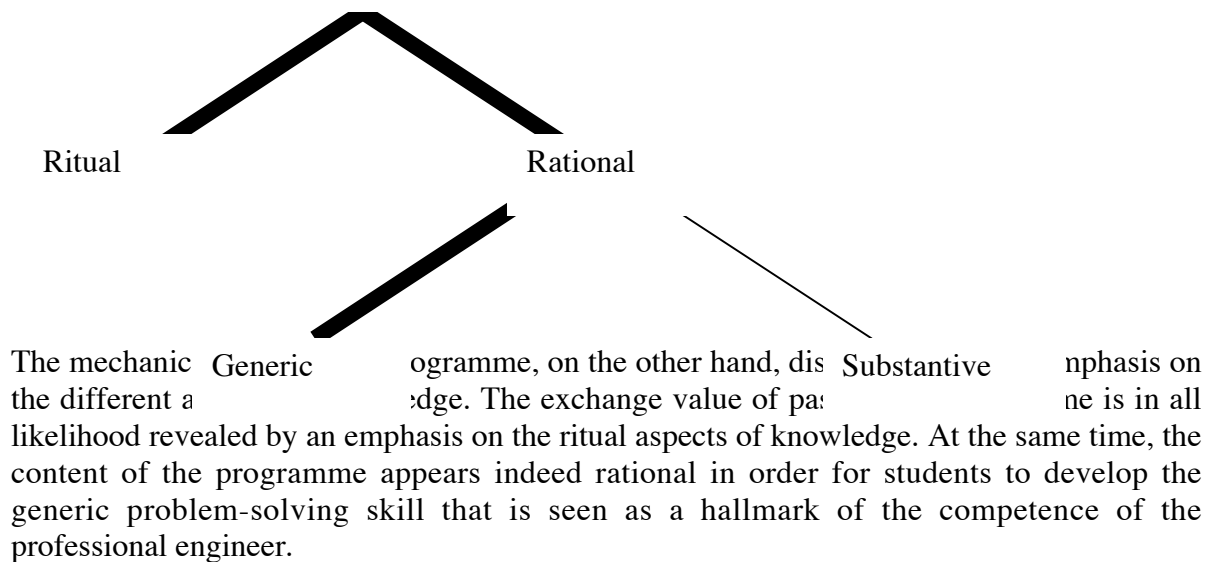 Ritual Rational
The mechanic Generic ogramme, on the other hand, dis Substantive mphasis on
the different a edge. The exchange value of pas me is in all
likelihood revealed by an emphasis on the ritual aspects of knowledge. At the same time, the
content of the programme appears indeed rational in order for students to develop the
generic problem-solving skill that is seen as a hallmark of the competence of the
professional engineer.